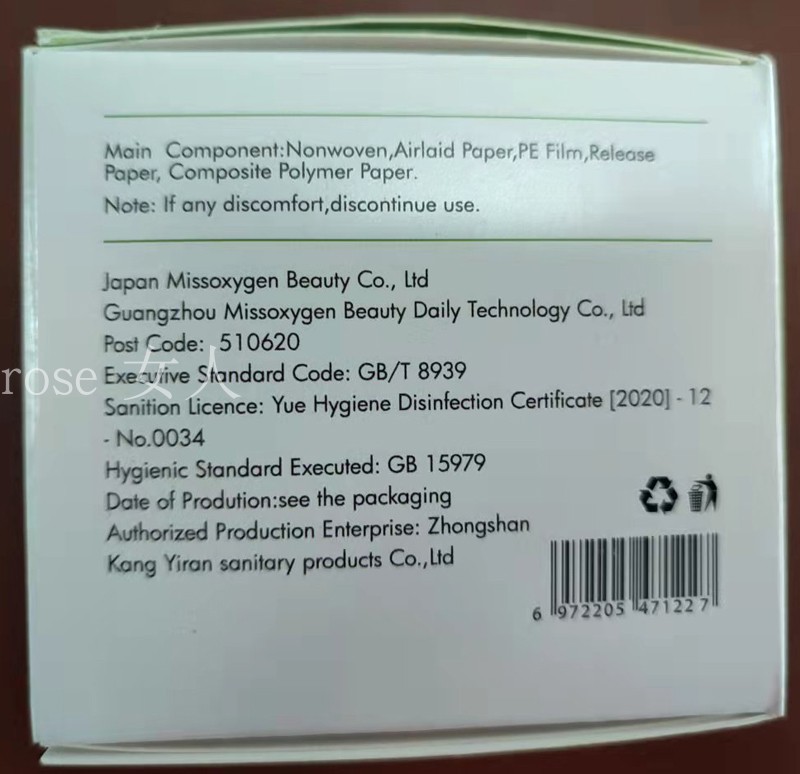 Main Component:Nonwoven,Airlaid Paper,PE Film,Release
Paper, Composite Polymer Paper.
Note: If any discomfort,discontinue use.
Japan Missoxygen Beauty Co., Ltd
Guangzhou Missoxygen Beauty Daily Technology Co., Ltd
Post Code: 510620
rose 女人
Executive Standard Code: GB/T 8939
Sanition Licence: Yue Hygiene Disinfection Certificate [2020] - 12
- No.0034
Hygienic Standard Executed: GB 15979
Date of Prodution:see the packaging
Authorized Production Enterprise: Zhongshan
Kang Yiran sanitary products Co.,Ltd
6 972205 471227